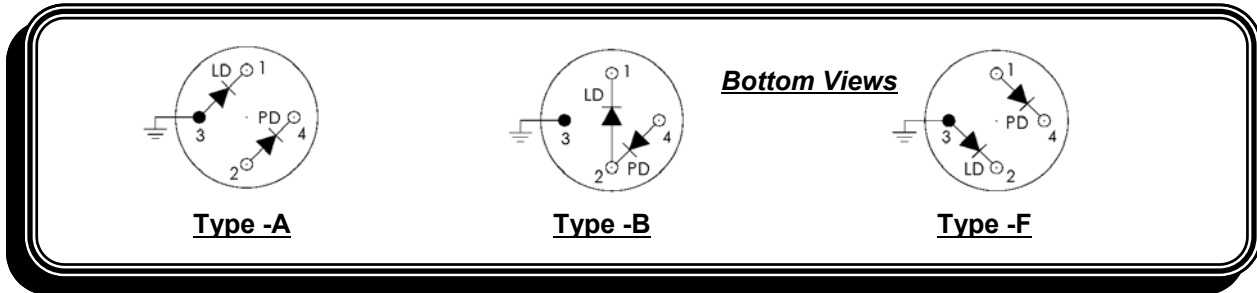 LD 1
3 PD 4
2
Type -A
1
LD
3 4
2 PD
Type -B
Bottom Views
1
3 PD 4
LD 2
Type -F